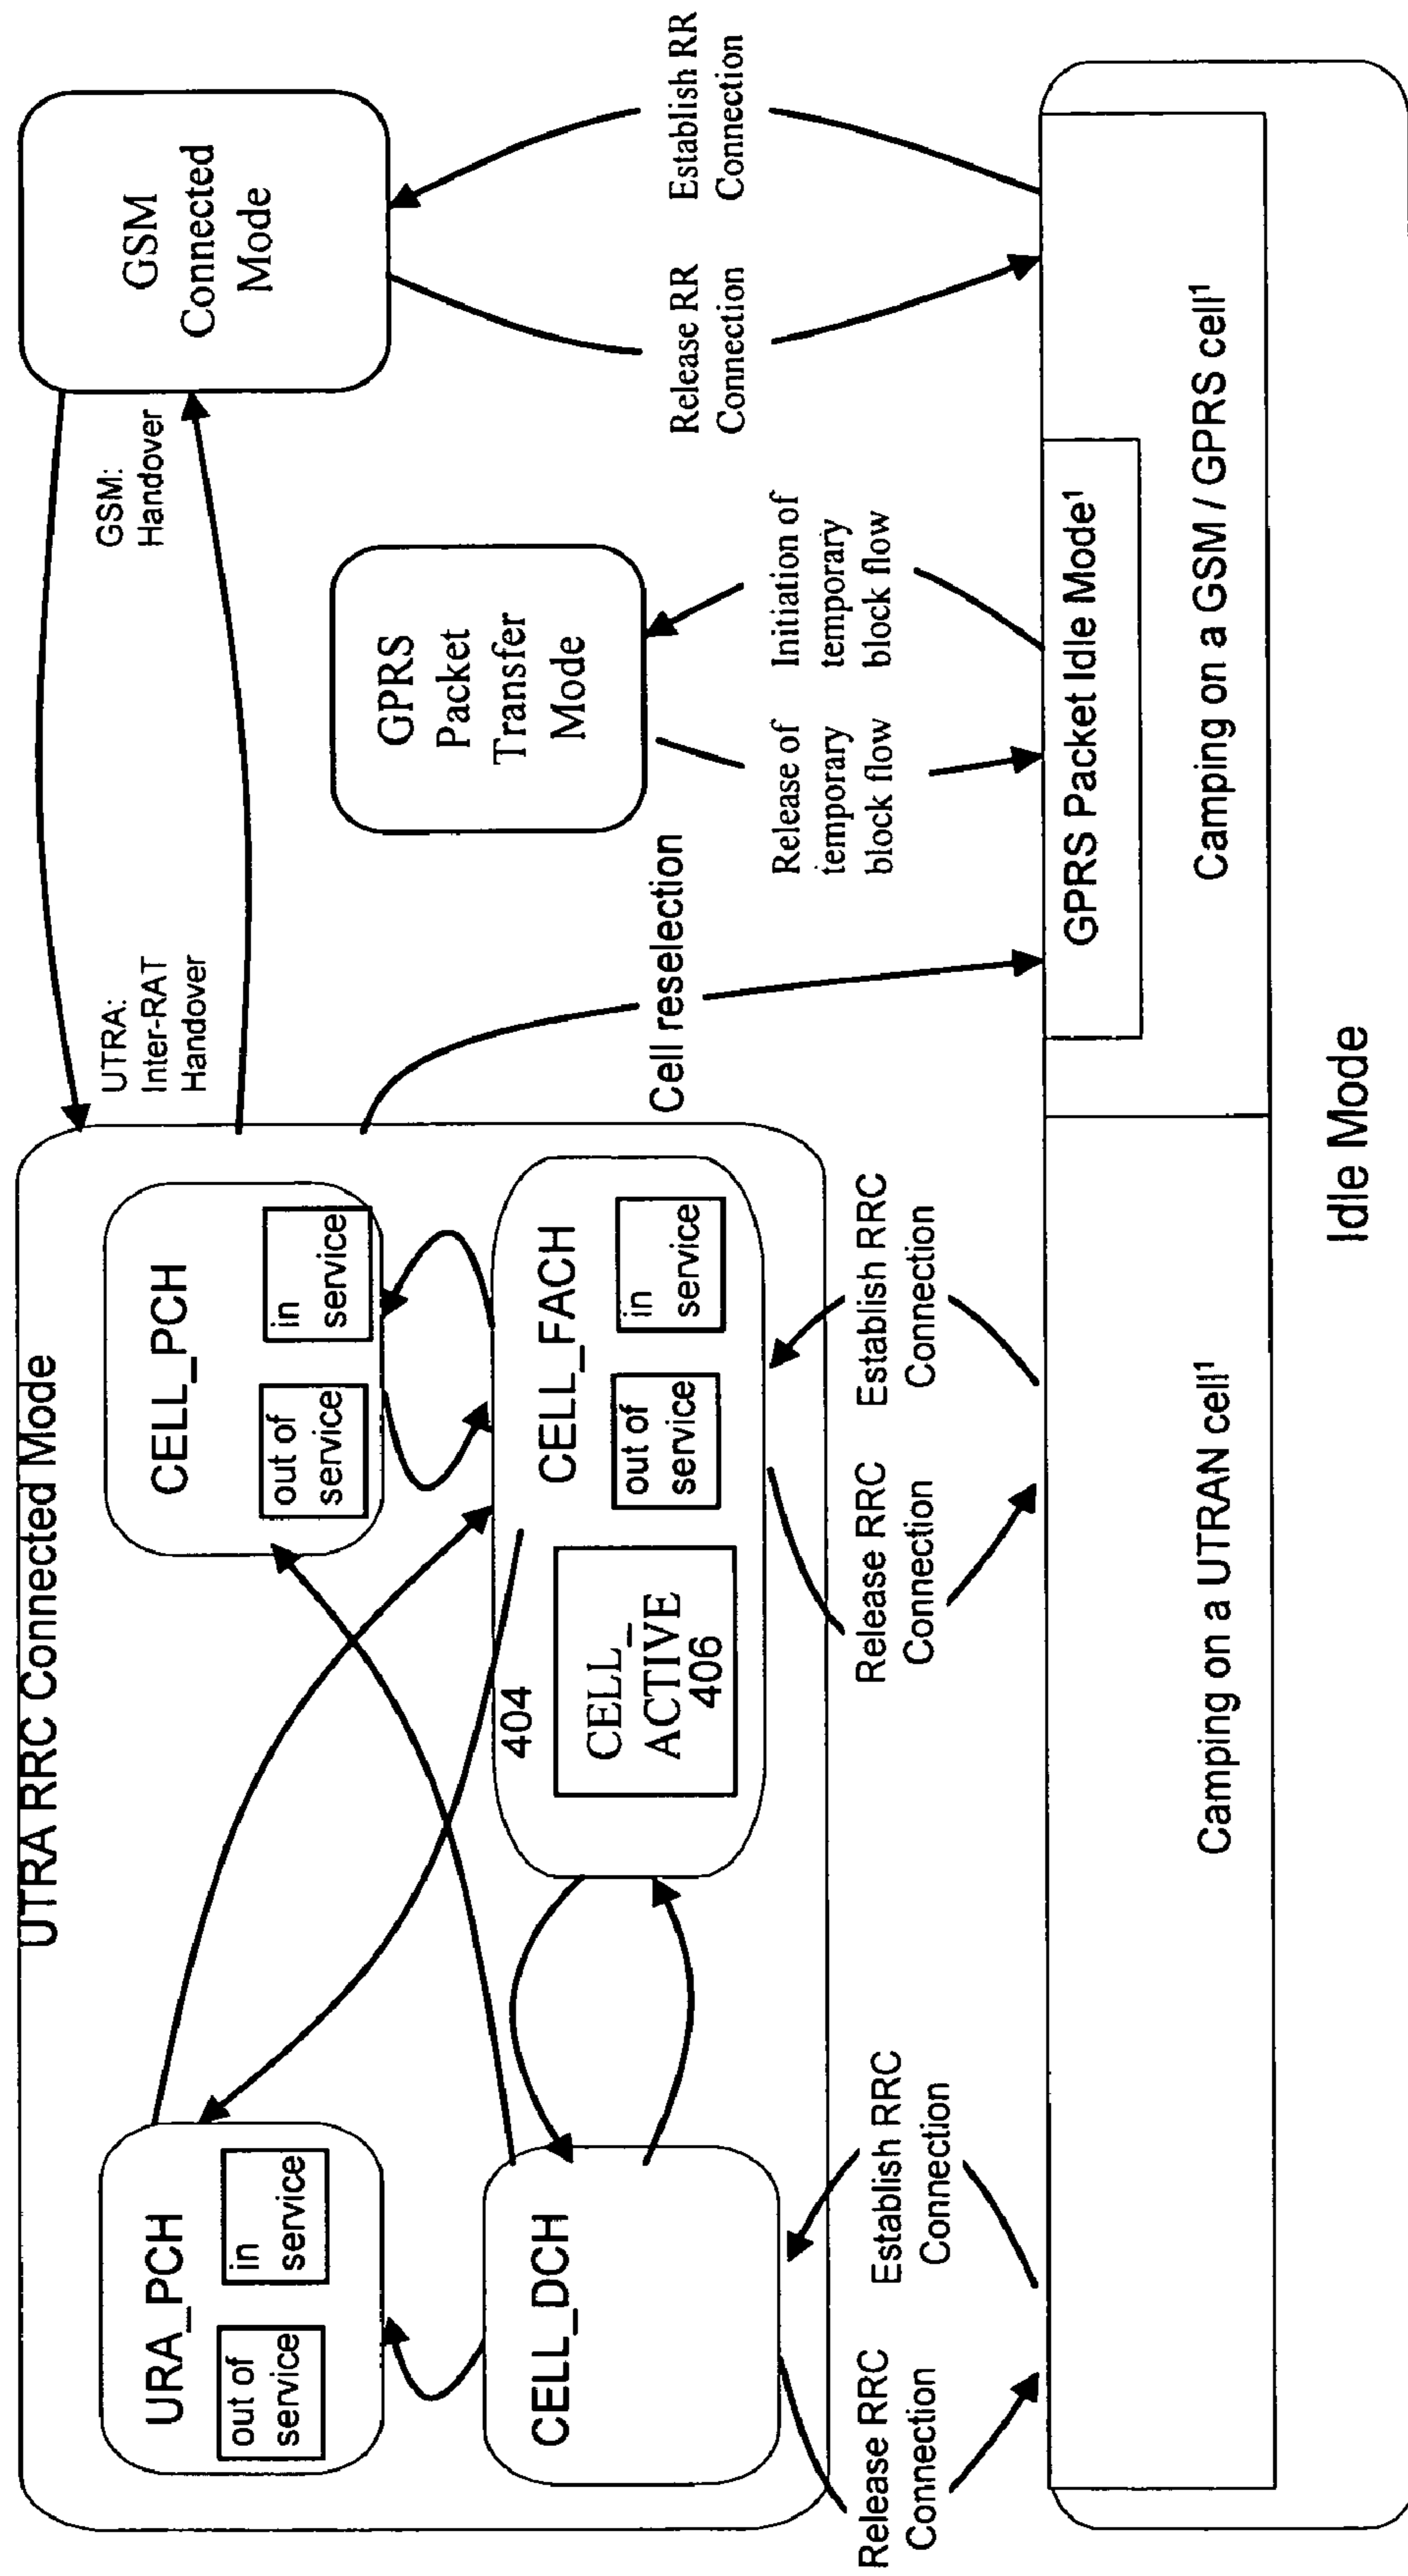 UTRA RRC Connected Mode
URA_PCH
out of
service
in
service
CELL_PCH
out of
service
in
service
UTRA:
Inter-RAT
Handover
GSM:
Handover
GSM
Connected
Mode
CELL_DCH
404
CELL_
ACTIVE
406
CELL_FACH
out of
service
in
service
GPRS
Packet
Transfer
Mode
Cell reselection
Release RRC
Connection
Establish RRC
Connection
Release RRC
Connection
Establish RRC
Connection
Release of
temporary
block flow
Initiation of
temporary
block flow
Release RR
Connection
Establish RR
Connection
GPRS Packet Idle Mode¹
Camping on a UTRAN cell¹
Camping on a GSM / GPRS cell¹
Idle Mode